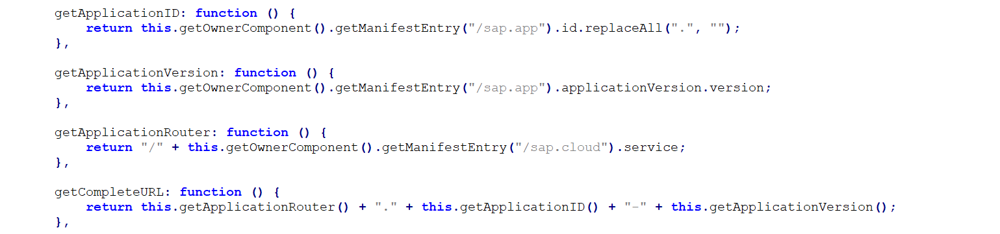 getApplicationID: function () {
    return this.getOwnerComponent().getManifestEntry("/sap.app").id.replaceAll(".", "");
},

getApplicationVersion: function () {
    return this.getOwnerComponent().getManifestEntry("/sap.app").applicationVersion.version;
},

getApplicationRouter: function () {
    return "/" + this.getOwnerComponent().getManifestEntry("/sap.cloud").service;
},

getCompleteURL: function () {
    return this.getApplicationRouter() + "." + this.getApplicationID() + "-" + this.getApplicationVersion();
},